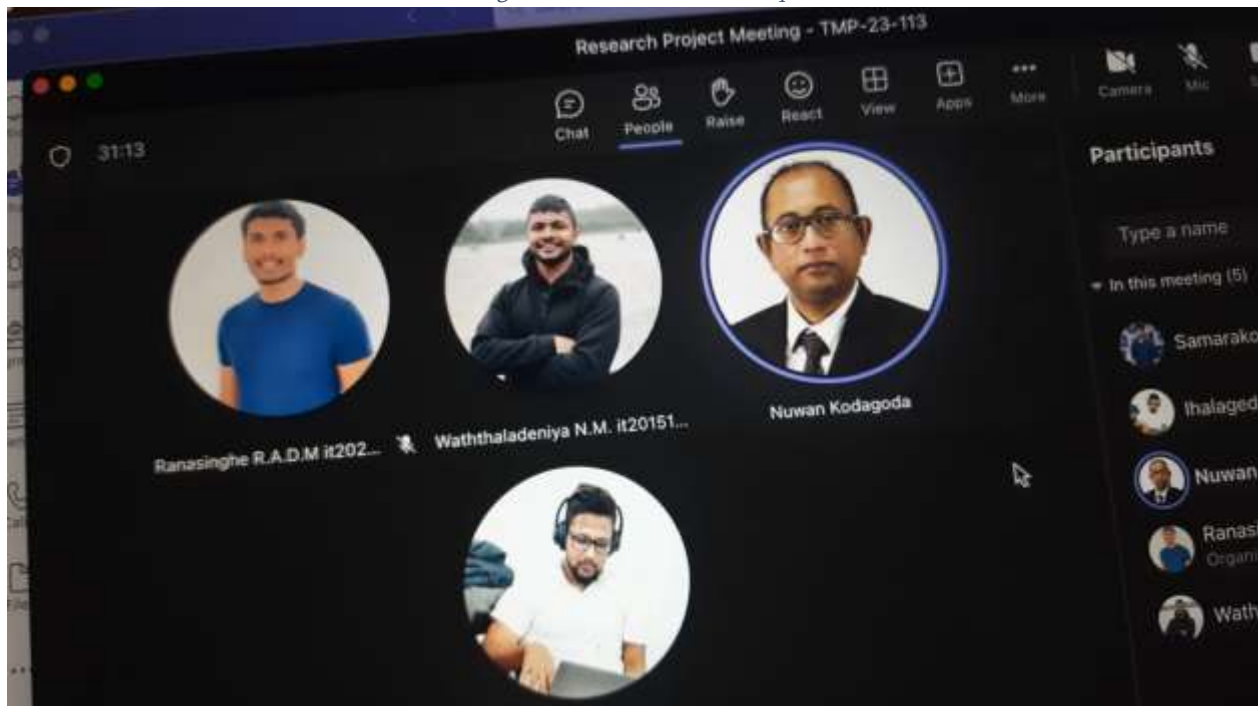 Research Project Meeting - TMP-23-113
31:13
Chat
People
Raise
React
View
Apps
More
Camera
Mic
Participants
Type a name
In this meeting (5)
Ranasinghe R.A.D.M it202...
Waththaladeniya N.M. it20151...
Nuwan Kodagoda
Samarako
Ihalaged
Nuwan
Ranasi
Organi
Wath